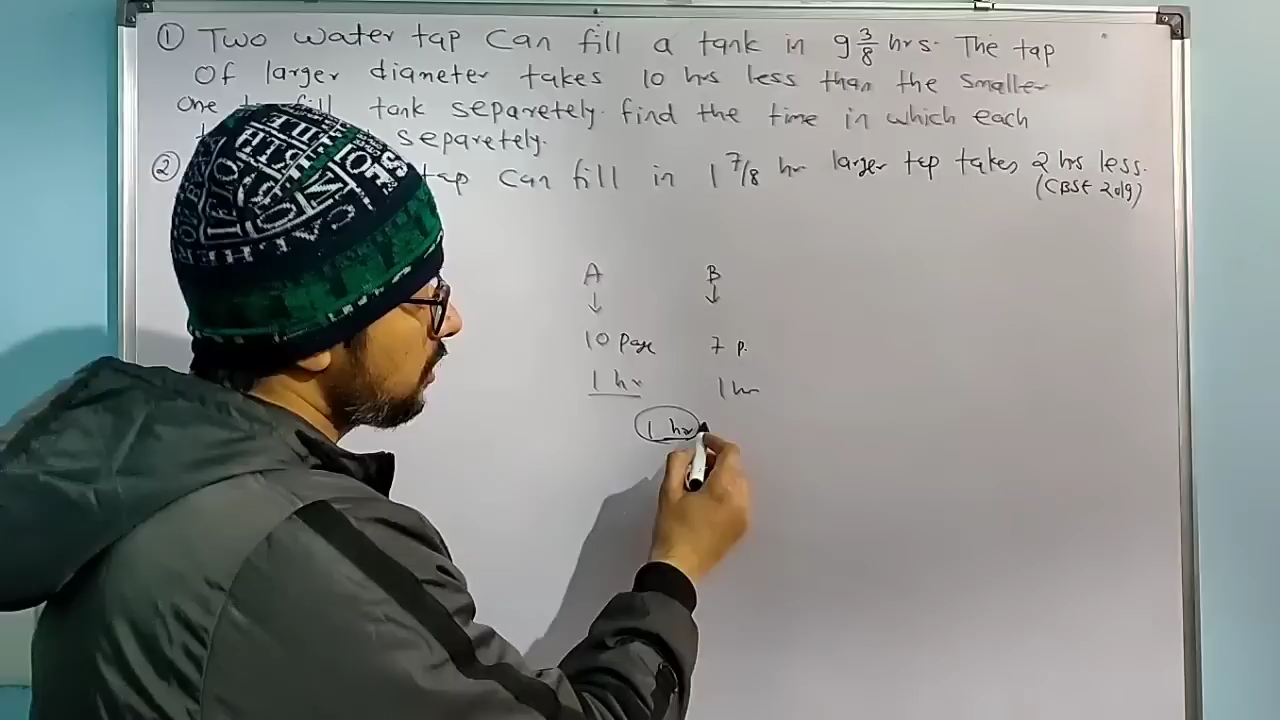 ① Two water tap can fill a tank in 9 3/8 hrs. The tap
Of larger diameter takes 10 hrs less than the smaller
One to fill tank separetely. find the time in which each
separetely.
② tap can fill in 1 7/8 hr larger tap takes 2 hrs less.
(CBSE 2019)
A B
↓ ↓
10 page 7 p.
1 hr 1 hr
1 hr